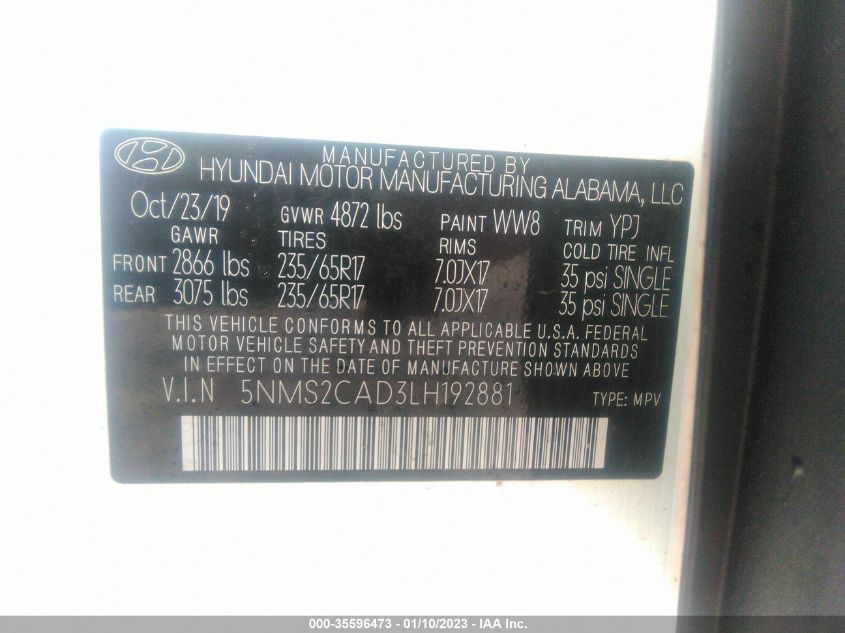 MANUFACTURED BY
HYUNDAI MOTOR MANUFACTURING ALABAMA, LLC
Oct/23/19 GVWR 4872 lbs PAINT WW8 TRIM YPJ
GAWR TIRES RIMS COLD TIRE INFL
FRONT 2866 lbs 235/65R17 7.0JX17 35 psi SINGLE
REAR 3075 lbs 235/65R17 7.0JX17 35 psi SINGLE
THIS VEHICLE CONFORMS TO ALL APPLICABLE U.S.A. FEDERAL
MOTOR VEHICLE SAFETY AND THEFT PREVENTION STANDARDS
IN EFFECT ON THE DATE OF MANUFACTURE SHOWN ABOVE
V.I.N 5NMS2CAD3LH192881 TYPE: MPV
000-35596473 — 01/10/2023 — IAA Inc.